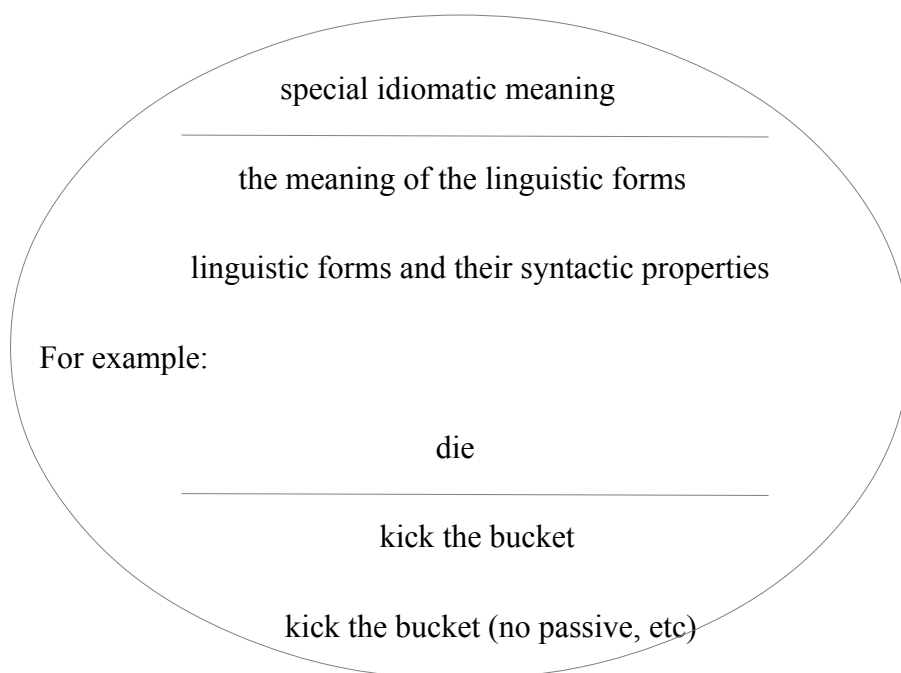 special idiomatic meaning
the meaning of the linguistic forms
linguistic forms and their syntactic properties
For example:
die
kick the bucket
kick the bucket (no passive, etc)